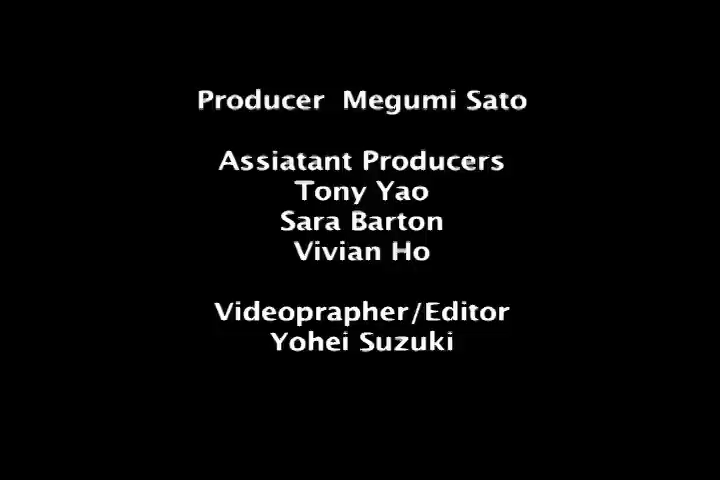 Producer  Megumi Sato
Assiatant Producers
Tony Yao
Sara Barton
Vivian Ho
Videoprapher/Editor
Yohei Suzuki